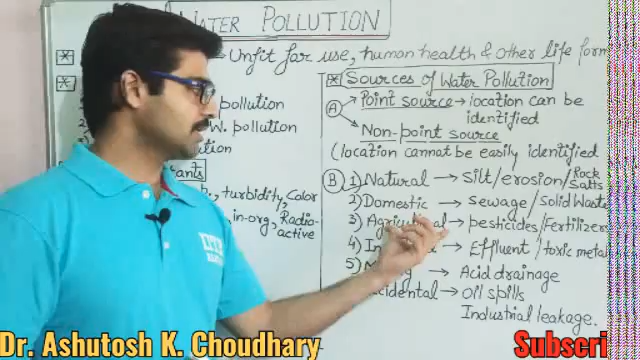 WATER POLLUTION
Unfit for use, human health & other life form
pollution
W. pollution
turbidity, Color
in-org, Radio-
active
Sources of Water Pollution
A → Point source → location can be
identified
→ Non-point source
(location cannot be easily identified
B 1) Natural → Silt/erosion/Rock
Salts
2) Domestic → Sewage/Solid Waste
3) Agricultural → pesticides/Fertilizers
4) In → Effluent/toxic metal
5) M → Acid drainage
cidental → Oil spills
Industrial leakage.
Dr. Ashutosh K. Choudhary
Subscri